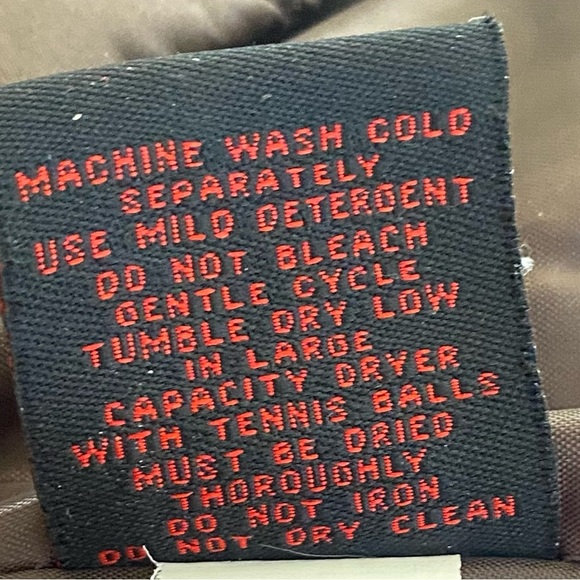 MACHINE WASH COLD
SEPARATELY
USE MILD DETERGENT
DO NOT BLEACH
GENTLE CYCLE
TUMBLE DRY LOW
IN LARGE
CAPACITY DRYER
WITH TENNIS BALLS
MUST BE DRIED
THOROUGHLY
DO NOT IRON
DO NOT DRY CLEAN